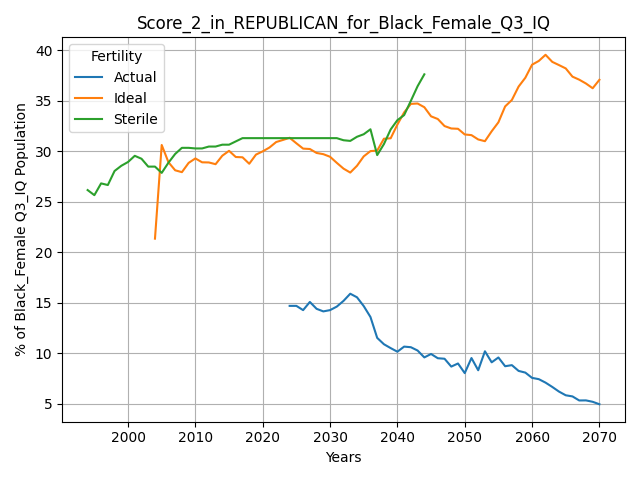 Score_2_in_REPUBLICAN_for_Black_Female_Q3_IQ
% of Black_Female Q3_IQ Population
40
35
30
25
20
15
10
5
Fertility
Actual
Ideal
Sterile
2000 2010 2020 2030 2040 2050 2060 2070
Years